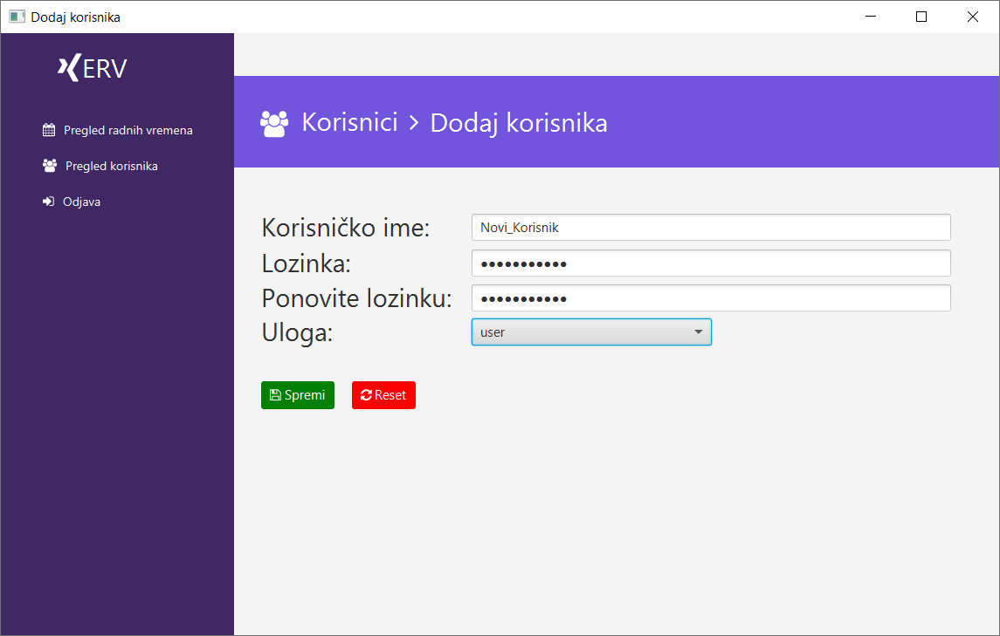 Dodaj korisnika
ERV
Pregled radnih vremena
Pregled korisnika
Odjava
Korisnici > Dodaj korisnika
Korisničko ime: Novi_Korisnik
Lozinka: •••••••••••
Ponovite lozinku: •••••••••••
Uloga: user
Spremi Reset